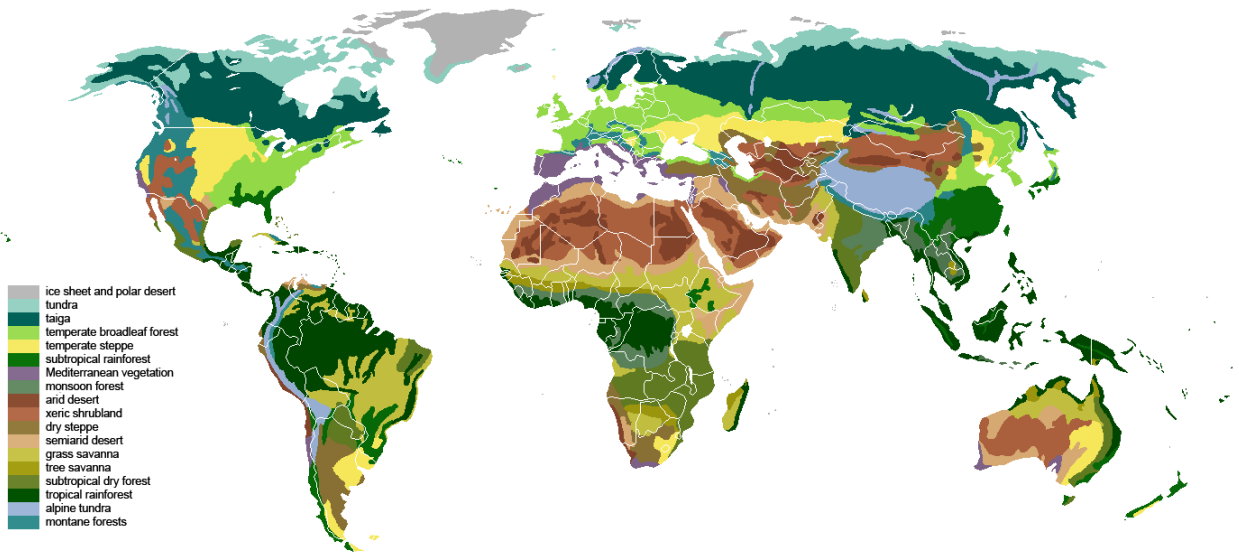 ice sheet and polar desert
tundra
taiga
temperate broadleaf forest
temperate steppe
subtropical rainforest
Mediterranean vegetation
monsoon forest
arid desert
xeric shrubland
dry steppe
semiarid desert
grass savanna
tree savanna
subtropical dry forest
tropical rainforest
alpine tundra
montane forests